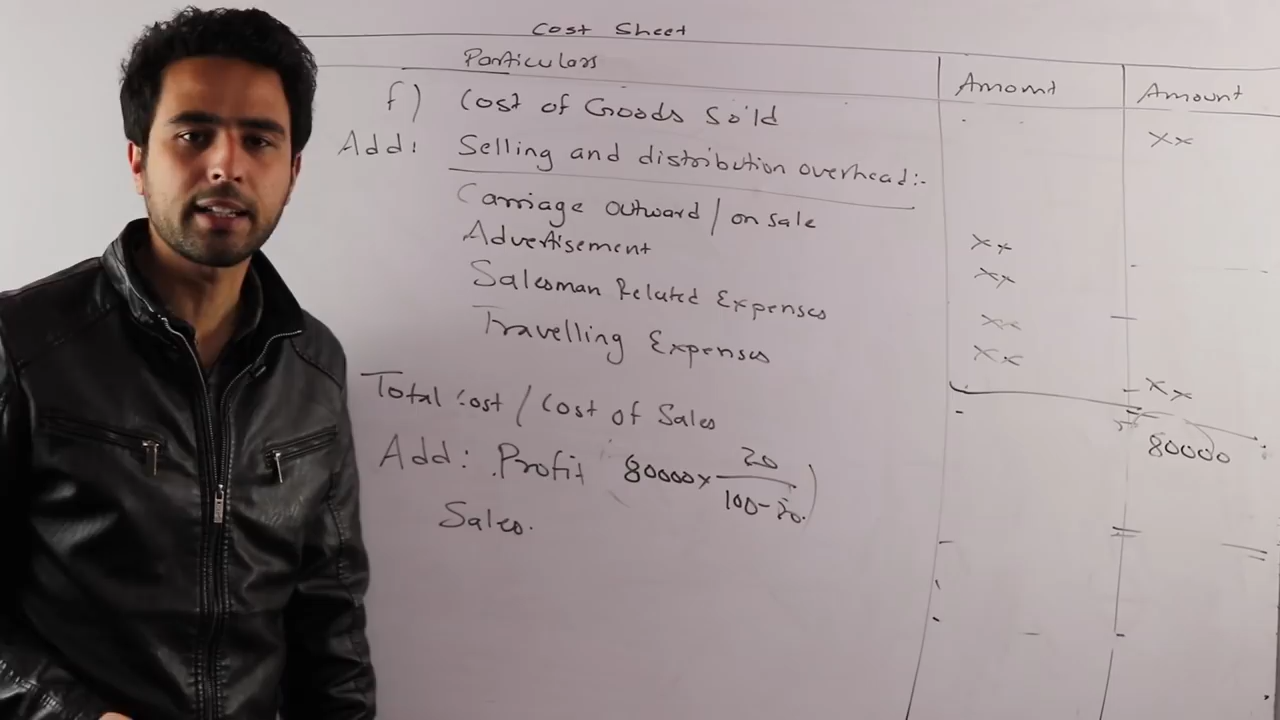 Cost Sheet
Particulars Amount Amount
f) Cost of Goods Sold xx
Add: Selling and distribution overhead:-
Carriage outward / on sale xx
Advertisement xx
Salesman Related Expenses xx
Travelling Expenses xx xx
Total Cost / Cost of Sales 80000
Add: Profit 80000 x 20 / 100-20)
Sales.